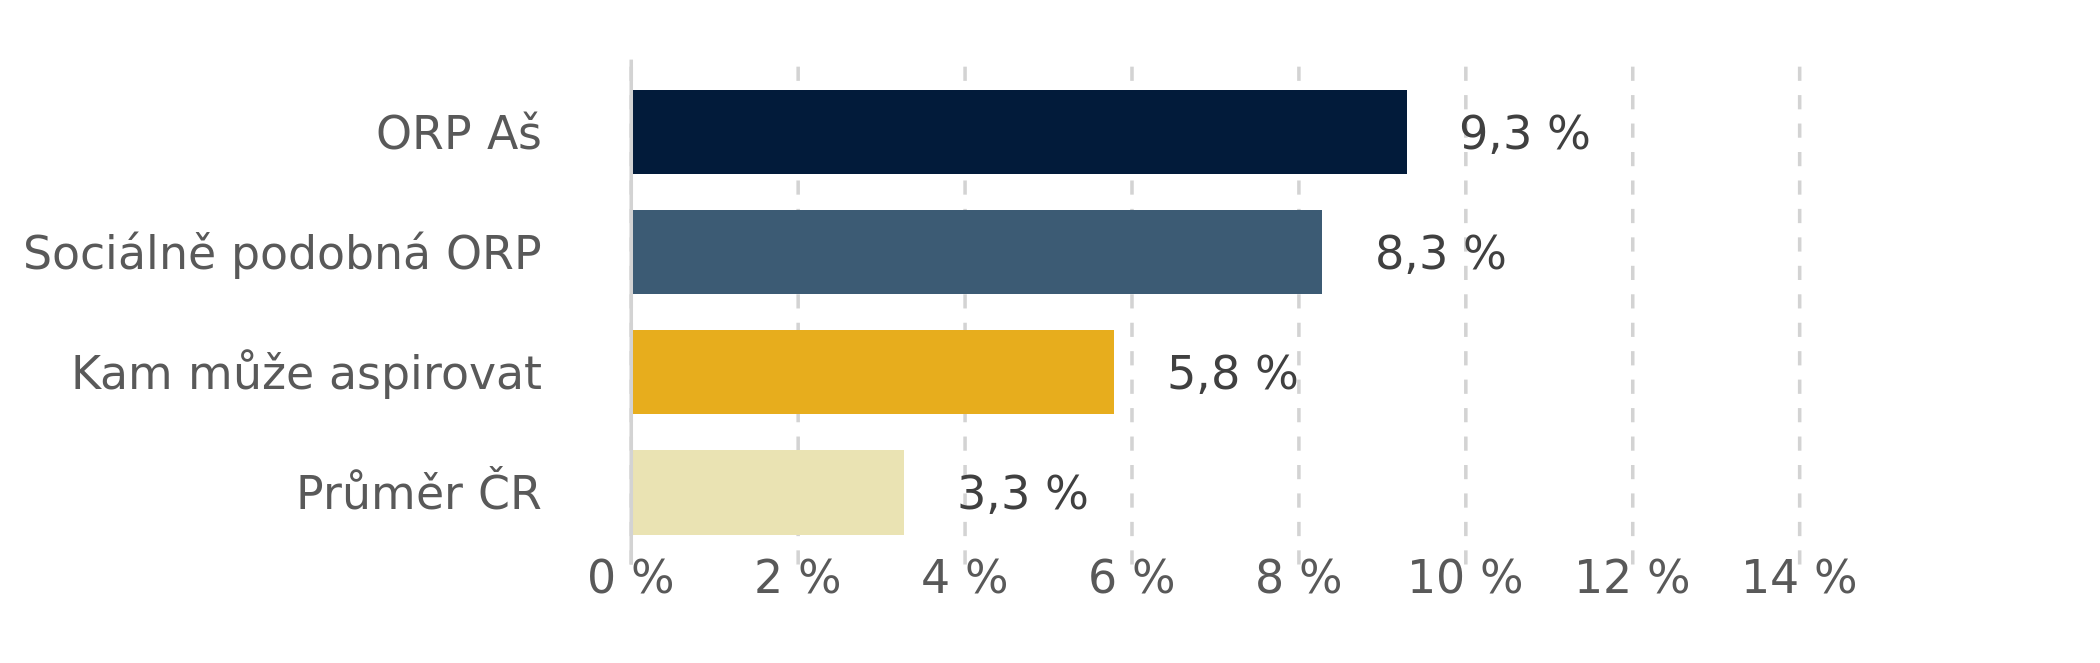 ORP Aš 9,3 %
Sociálně podobná ORP 8,3 %
Kam může aspirovat 5,8 %
Průměr ČR 3,3 %
0 % 2 % 4 % 6 % 8 % 10 % 12 % 14 %